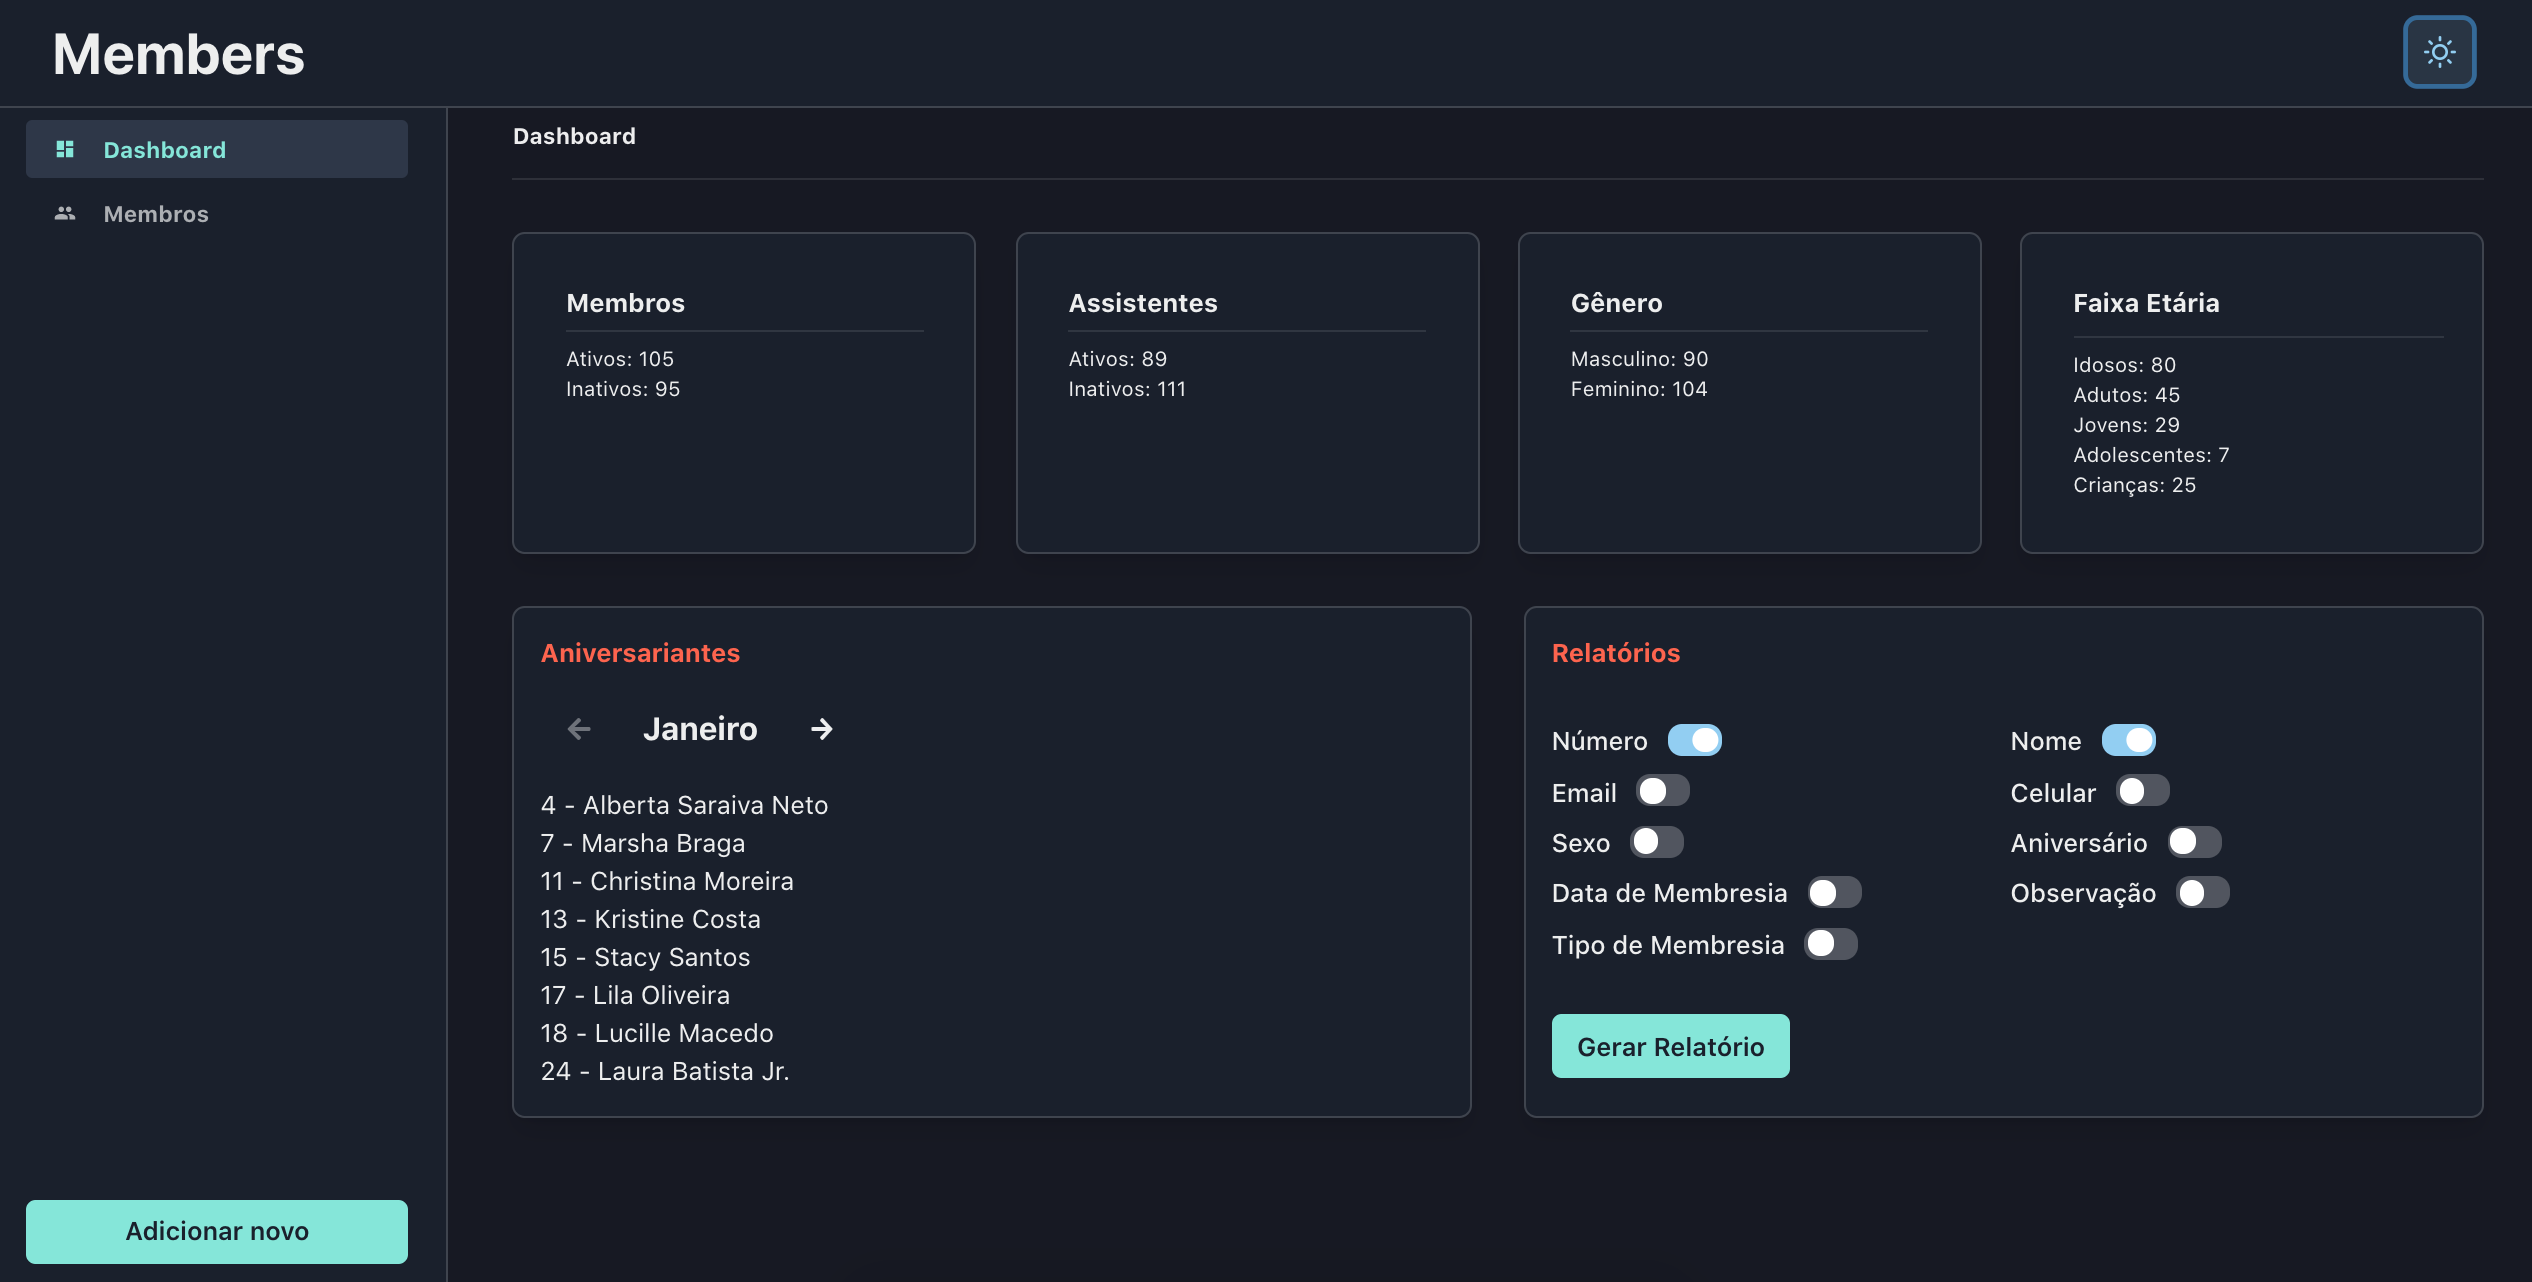 Members
Dashboard
Membros
Adicionar novo
Dashboard
Membros
Ativos: 105
Inativos: 95
Assistentes
Ativos: 89
Inativos: 111
Gênero
Masculino: 90
Feminino: 104
Faixa Etária
Idosos: 80
Adutos: 45
Jovens: 29
Adolescentes: 7
Crianças: 25
Aniversariantes
Janeiro
4 - Alberta Saraiva Neto
7 - Marsha Braga
11 - Christina Moreira
13 - Kristine Costa
15 - Stacy Santos
17 - Lila Oliveira
18 - Lucille Macedo
24 - Laura Batista Jr.
Relatórios
Número
Nome
Email
Celular
Sexo
Aniversário
Data de Membresia
Observação
Tipo de Membresia
Gerar Relatório